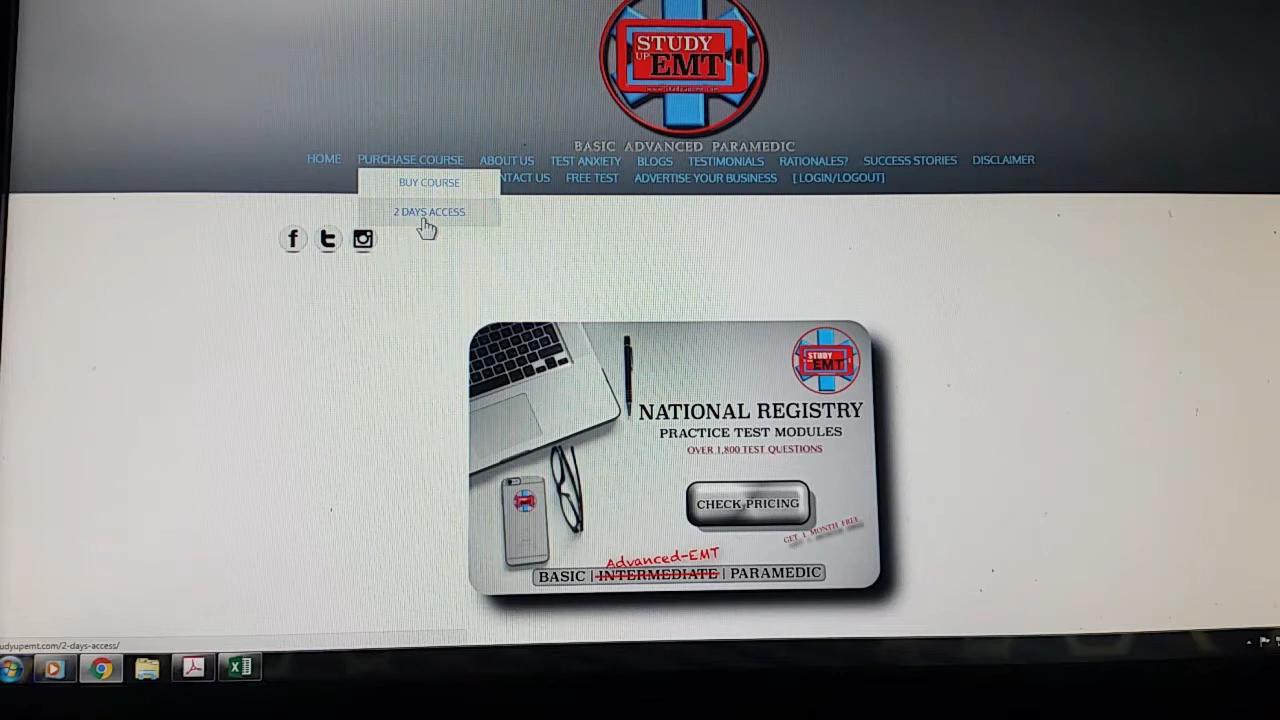 STUDY
UP EMT
www.studyupemt.com
BASIC ADVANCED PARAMEDIC
HOME PURCHASE COURSE ABOUT US TEST ANXIETY BLOGS TESTIMONIALS RATIONALES? SUCCESS STORIES DISCLAIMER
NTACT US FREE TEST ADVERTISE YOUR BUSINESS [ LOGIN/LOGOUT]
BUY COURSE
2 DAYS ACCESS
STUDY
EMT
NATIONAL REGISTRY
PRACTICE TEST MODULES
OVER 1,800 TEST QUESTIONS
CHECK PRICING
GET 1 MONTH FREE
Advanced-EMT
BASIC | INTERMEDIATE | PARAMEDIC
udyupemt.com/2-days-access/